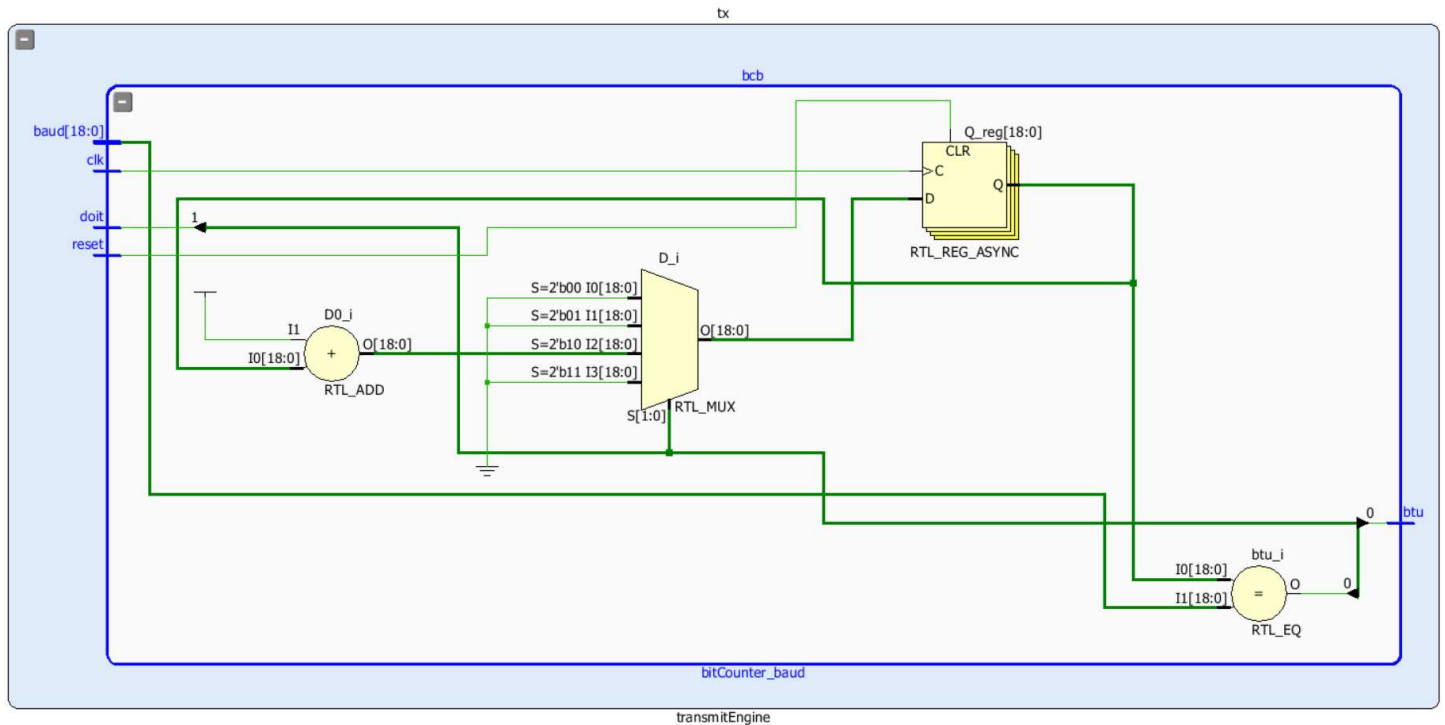 tx
bcb
baud[18:0]
clk
doit
reset
1
Q_reg[18:0]
CLR
C
D
Q
RTL_REG_ASYNC
D_i
S=2'b00 I0[18:0]
S=2'b01 I1[18:0]
S=2'b10 I2[18:0]
S=2'b11 I3[18:0]
O[18:0]
S[1:0]
RTL_MUX
D0_i
I1
I0[18:0]
+
O[18:0]
RTL_ADD
0
btu
btu_i
I0[18:0]
I1[18:0]
=
O
0
RTL_EQ
bitCounter_baud
transmitEngine